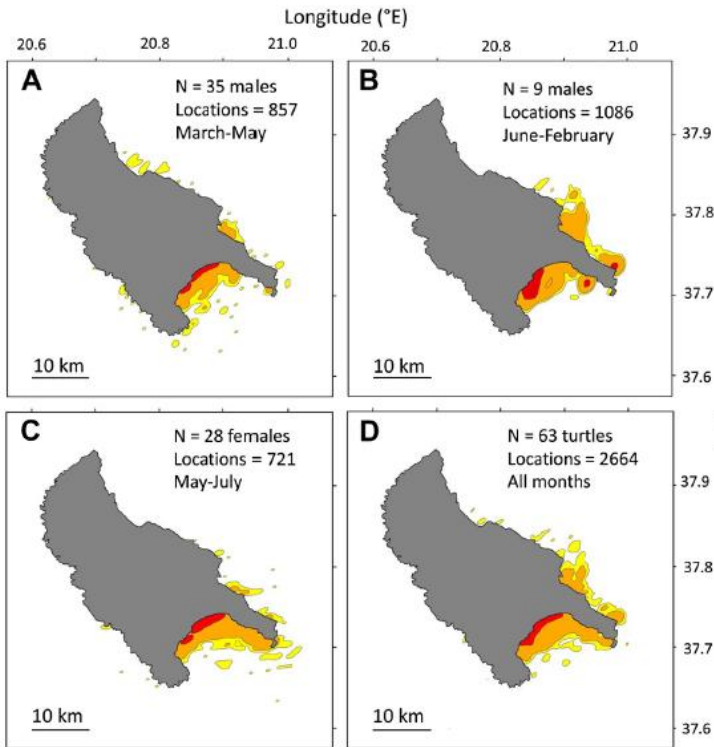 Longitude (°E)
20.6 20.8 21.0 20.6 20.8 21.0
A
N = 35 males
Locations = 857
March-May
10 km
B
N = 9 males
Locations = 1086
June-February
10 km
37.9
37.8
37.7
37.6
C
N = 28 females
Locations = 721
May-July
10 km
D
N = 63 turtles
Locations = 2664
All months
10 km
37.9
37.8
37.7
37.6